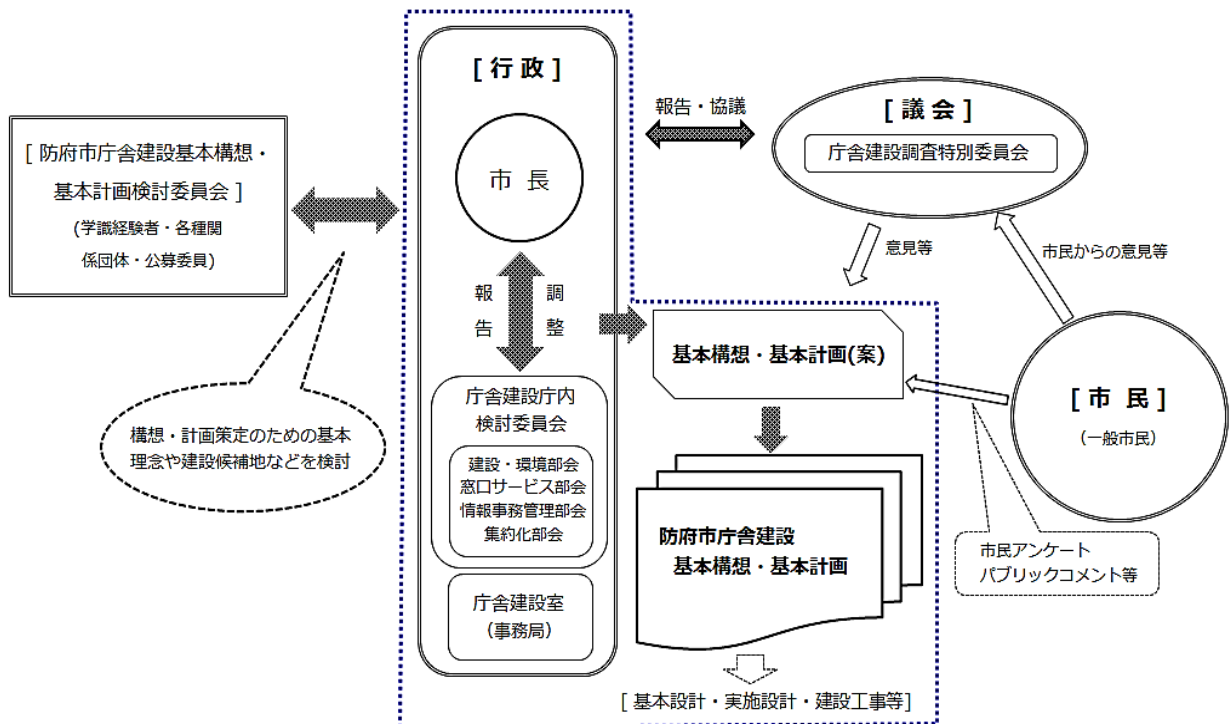 [ 行 政 ]
市 長
報 調
告 整
庁舎建設庁内
検討委員会
建設・環境部会
窓口サービス部会
情報事務管理部会
集約化部会
庁舎建設室
（事務局）
[ 防府市庁舎建設基本構想・
基本計画検討委員会 ]
(学識経験者・各種関
係団体・公募委員)
構想・計画策定のための基本
理念や建設候補地などを検討
報告・協議
[ 議 会 ]
庁舎建設調査特別委員会
意見等
市民からの意見等
基本構想・基本計画(案)
[ 市 民 ]
（一般市民）
市民アンケート
パブリックコメント等
防府市庁舎建設
基本構想・基本計画
[ 基本設計・実施設計・建設工事等]